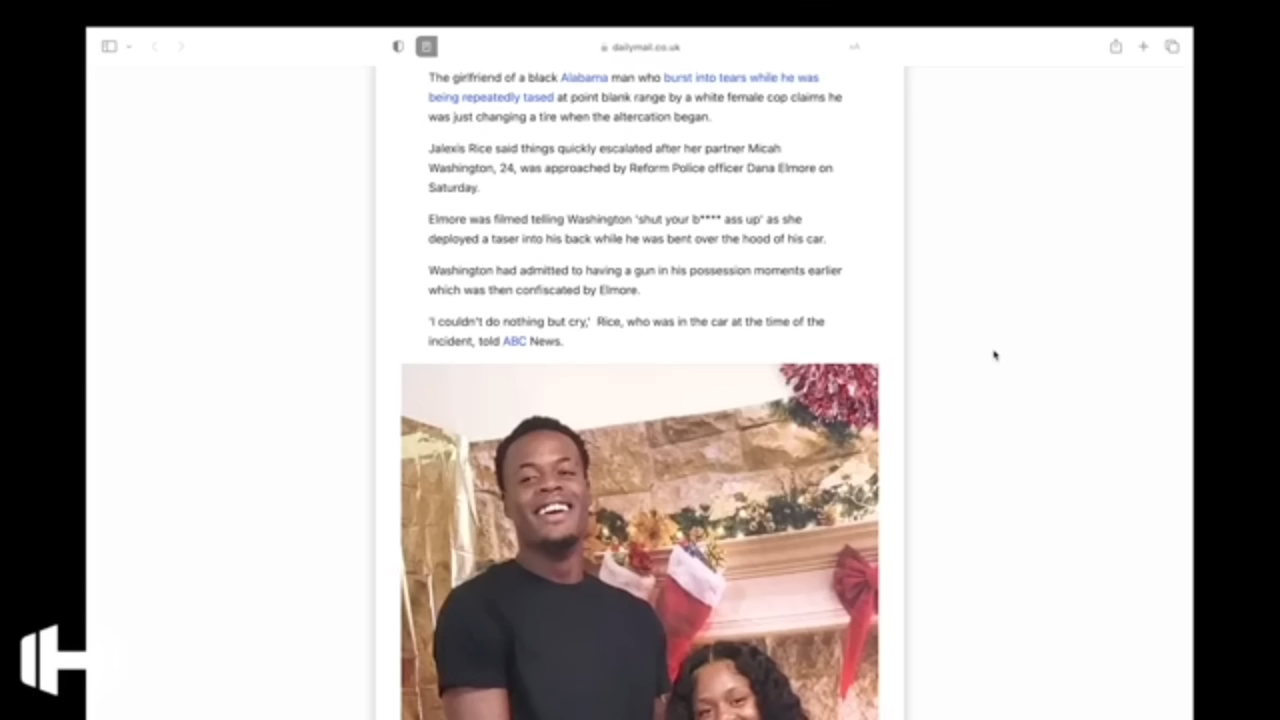 dailymail.co.uk
AA
The girlfriend of a black Alabama man who burst into tears while he was
being repeatedly tased at point blank range by a white female cop claims he
was just changing a tire when the altercation began.
Jalexis Rice said things quickly escalated after her partner Micah
Washington, 24, was approached by Reform Police officer Dana Elmore on
Saturday.
Elmore was filmed telling Washington 'shut your b**** ass up' as she
deployed a taser into his back while he was bent over the hood of his car.
Washington had admitted to having a gun in his possession moments earlier
which was then confiscated by Elmore.
'I couldn't do nothing but cry,' Rice, who was in the car at the time of the
incident, told ABC News.